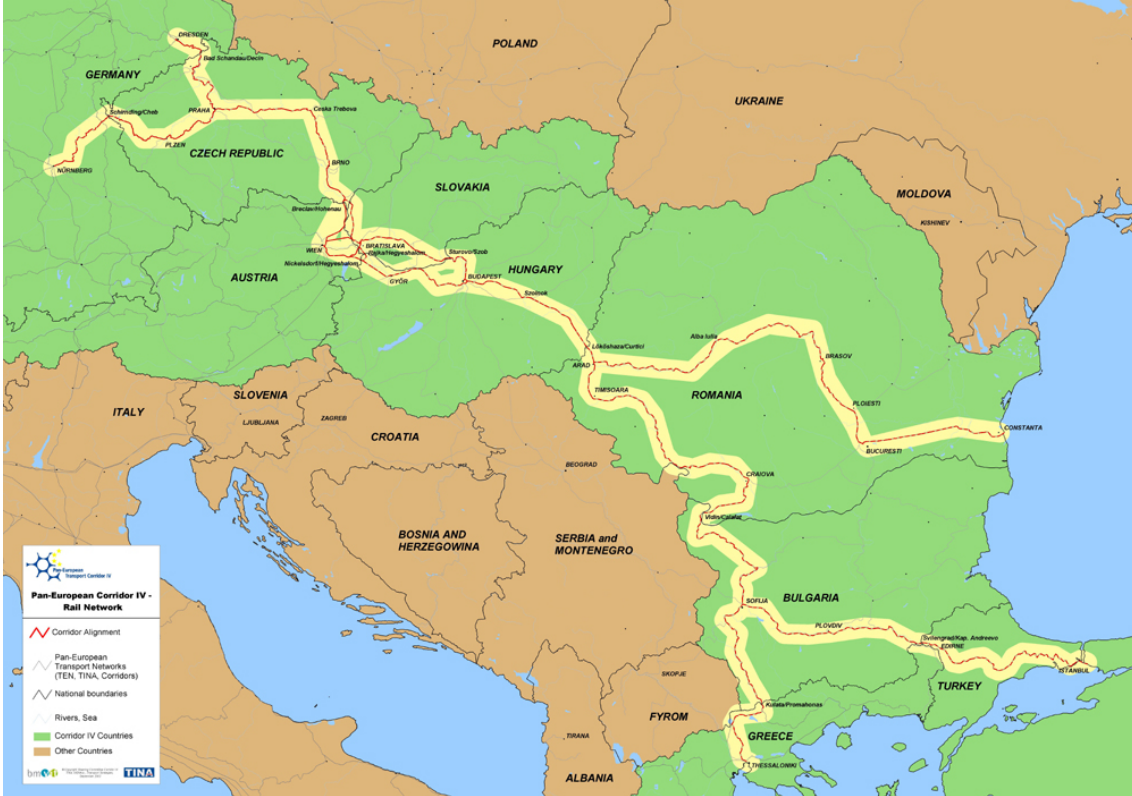 DRESDEN
Bad Schandau/Decin
POLAND
GERMANY
UKRAINE
Schirnding/Cheb
PRAHA
Ceska Trebova
PLZEN
CZECH REPUBLIC
NÜRNBERG
BRNO
SLOVAKIA
MOLDOVA
KISHINEV
Breclav/Hohenau
WIEN
BRATISLAVA
Rajka/Hegyeshalom
Sturovo/Szob
Nickelsdorf/Hegyeshalom
HUNGARY
AUSTRIA
GYÖR
BUDAPEST
Szolnok
Alba Iulia
Lökösháza/Curtici
BRASOV
ARAD
TIMISOARA
ROMANIA
SLOVENIA
ITALY
PLOIESTI
LJUBLJANA
ZAGREB
CROATIA
CONSTANTA
BUCURESTI
BEOGRAD
CRAIOVA
Vidin/Calafat
BOSNIA AND
HERZEGOWINA
SERBIA and
MONTENEGRO
BULGARIA
SOFIJA
PLOVDIV
Svilengrad/Kap. Andreevo
EDIRNE
ISTANBUL
SKOPJE
TURKEY
Kulata/Promahonas
FYROM
GREECE
TIRANA
THESSALONIKI
ALBANIA
Pan-European
Transport Corridor IV
Pan-European Corridor IV -
Rail Network
Corridor Alignment
Pan-European
Transport Networks
(TEN, TINA, Corridors)
National boundaries
Rivers, Sea
Corridor IV Countries
Other Countries
TINA